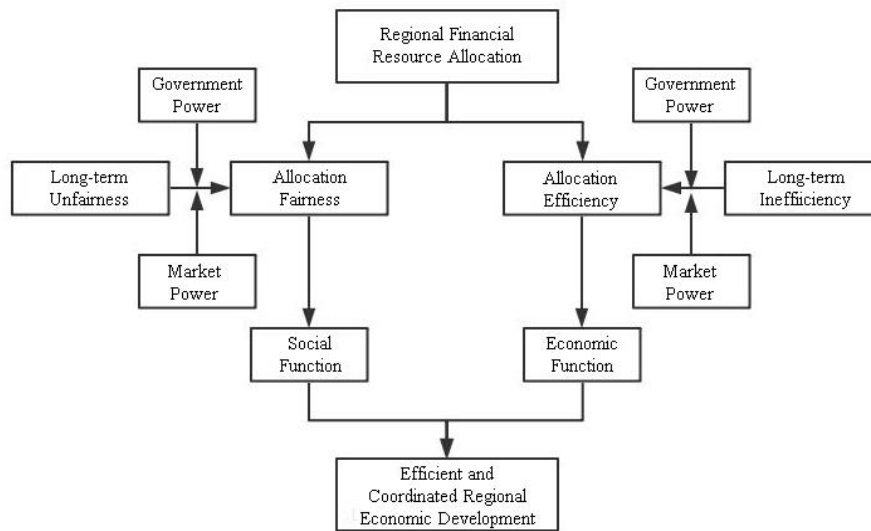 Regional Financial
Resource Allocation
Government
Power
Government
Power
Long-term
Unfairness
Allocation
Fairness
Allocation
Efficiency
Long-term
Ineffiiciency
Market
Power
Market
Power
Social
Function
Economic
Function
Efficient and
Coordinated Regional
Economic Development